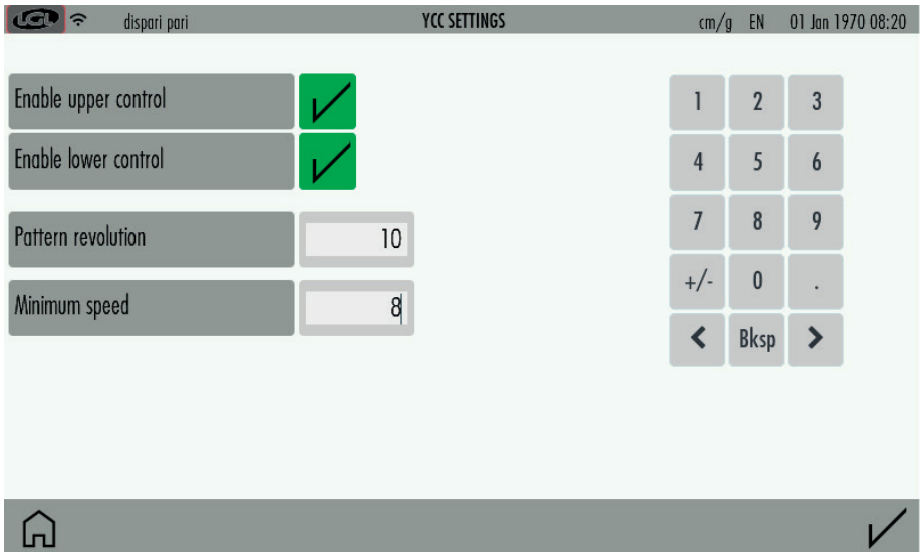 LGL dispari pari YCC SETTINGS cm/g EN 01 Jan 1970 08:20
Enable upper control
Enable lower control
Pattern revolution 10
Minimum speed 8
1 2 3
4 5 6
7 8 9
+/- 0 .
< Bksp >